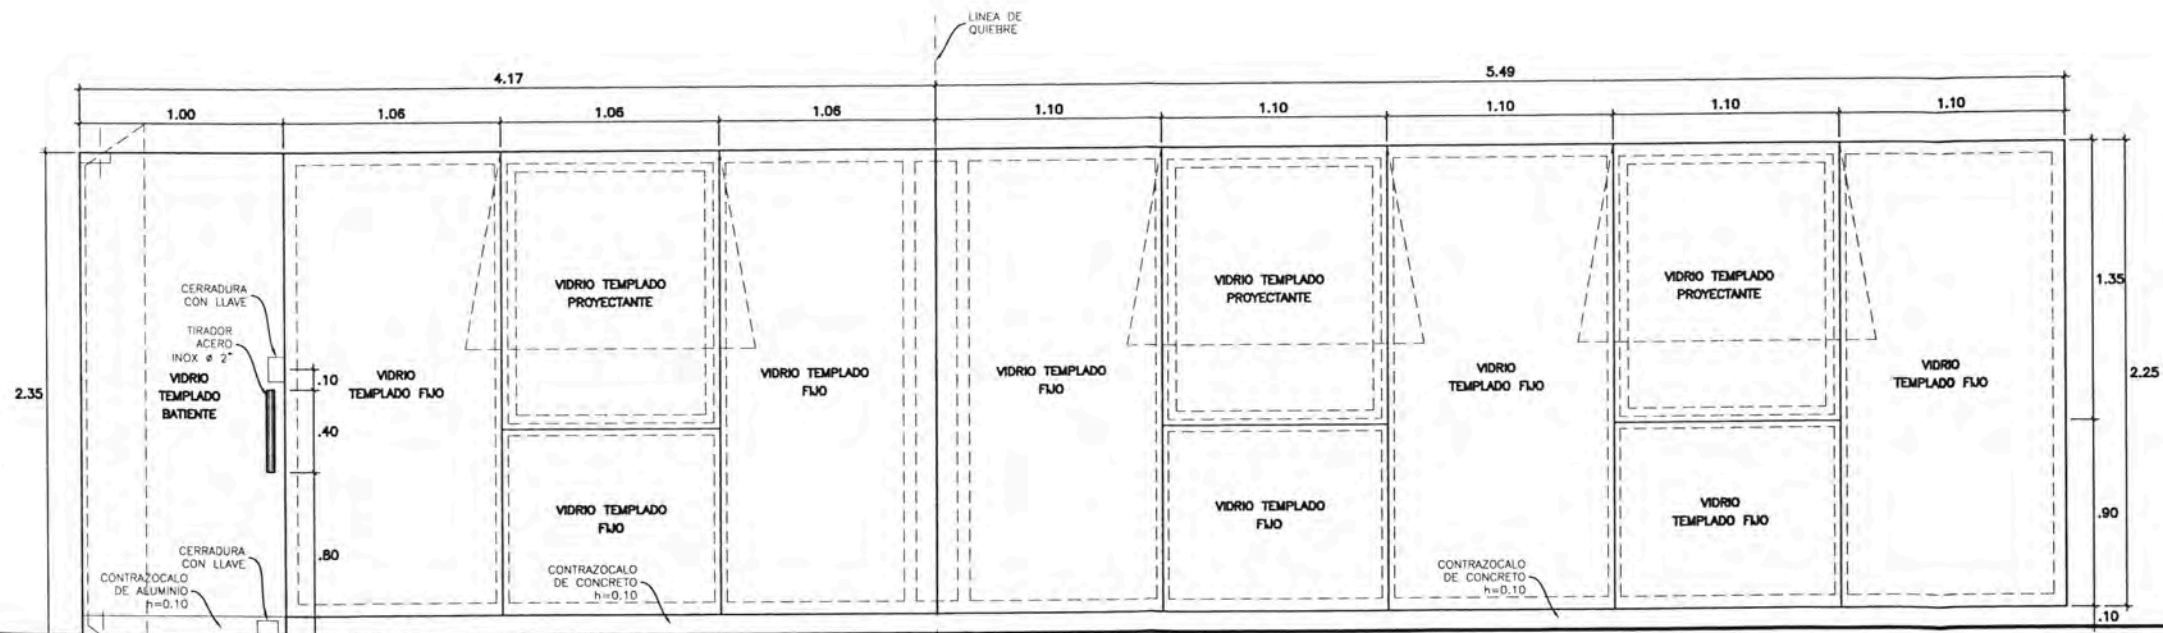 LINEA DE
QUIEBRE
4.17
5.49
1.00
1.06
1.06
1.06
1.10
1.10
1.10
1.10
1.10
CERRADURA
CON LLAVE
TIRADOR
ACERO
INOX ø 2"
VIDRIO
TEMPLADO
BATIENTE
2.35
.10
.40
.80
CERRADURA
CON LLAVE
CONTRAZOCALO
DE ALUMINIO
h=0.10
VIDRIO
TEMPLADO FIJO
VIDRIO TEMPLADO
PROYECTANTE
VIDRIO TEMPLADO
FIJO
CONTRAZOCALO
DE CONCRETO
h=0.10
VIDRIO TEMPLADO
FIJO
VIDRIO TEMPLADO
FIJO
VIDRIO TEMPLADO
PROYECTANTE
VIDRIO TEMPLADO
FIJO
VIDRIO
TEMPLADO FIJO
CONTRAZOCALO
DE CONCRETO
h=0.10
VIDRIO TEMPLADO
PROYECTANTE
VIDRIO
TEMPLADO FIJO
VIDRIO
TEMPLADO FIJO
1.35
2.25
.90
.10